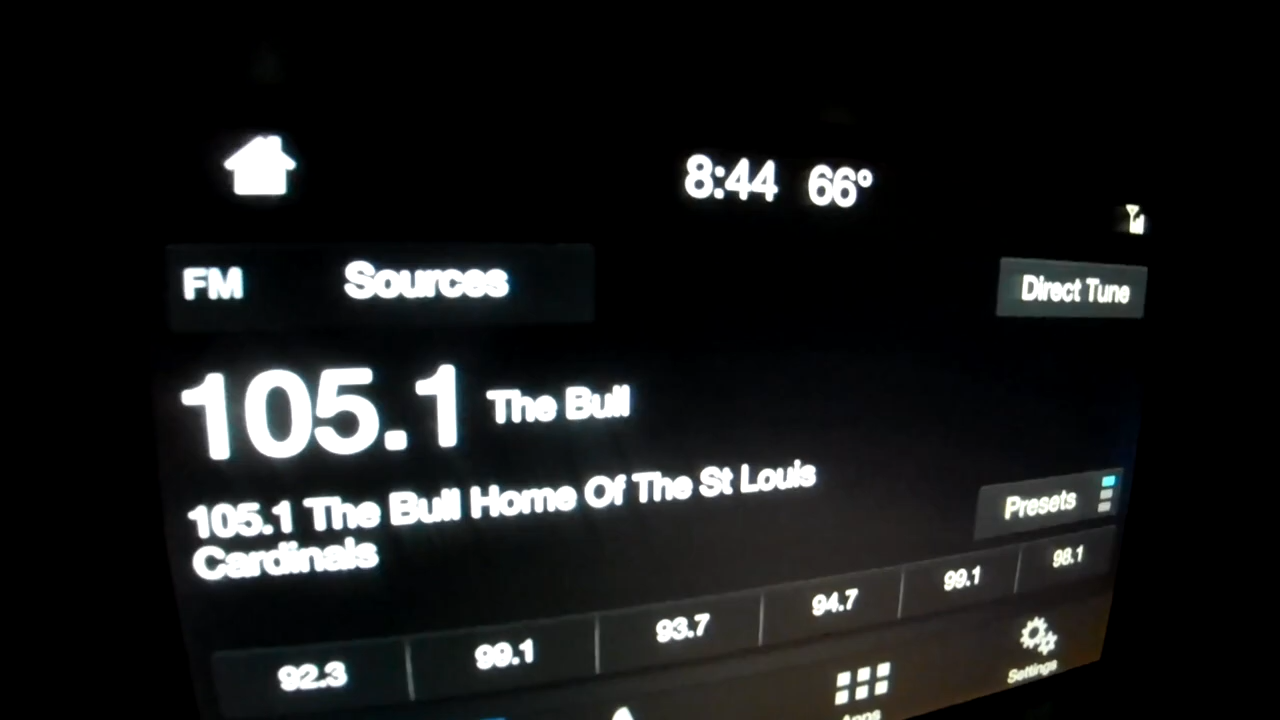 8:44 66°
FM Sources
Direct Tune
105.1 The Bull
105.1 The Bull Home Of The St Louis
Cardinals
Presets
92.3 99.1 93.7 94.7 99.1 98.1
Apps
Settings